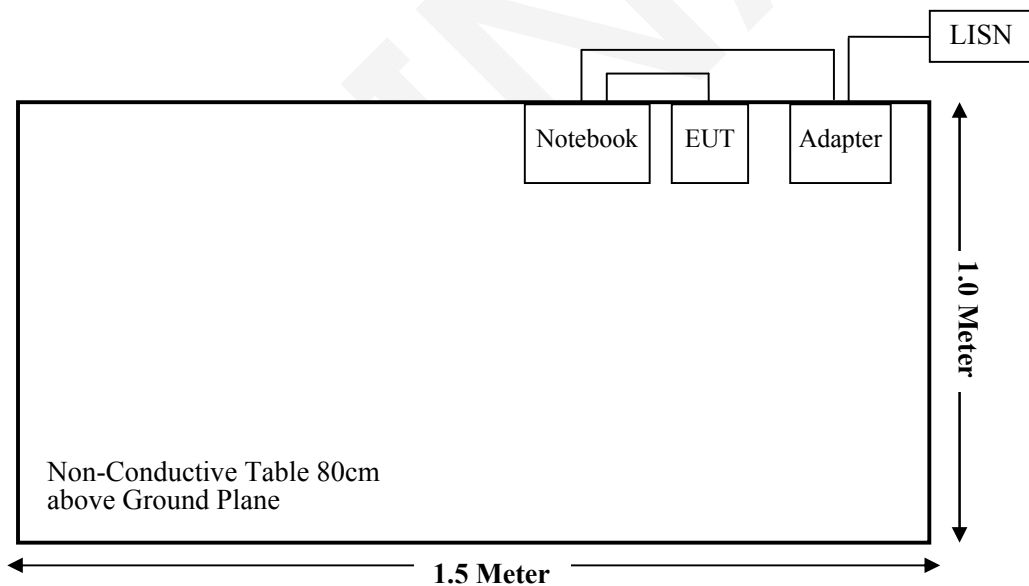 LISN
Notebook
EUT
Adapter
1.0 Meter
Non-Conductive Table 80cm
above Ground Plane
1.5 Meter